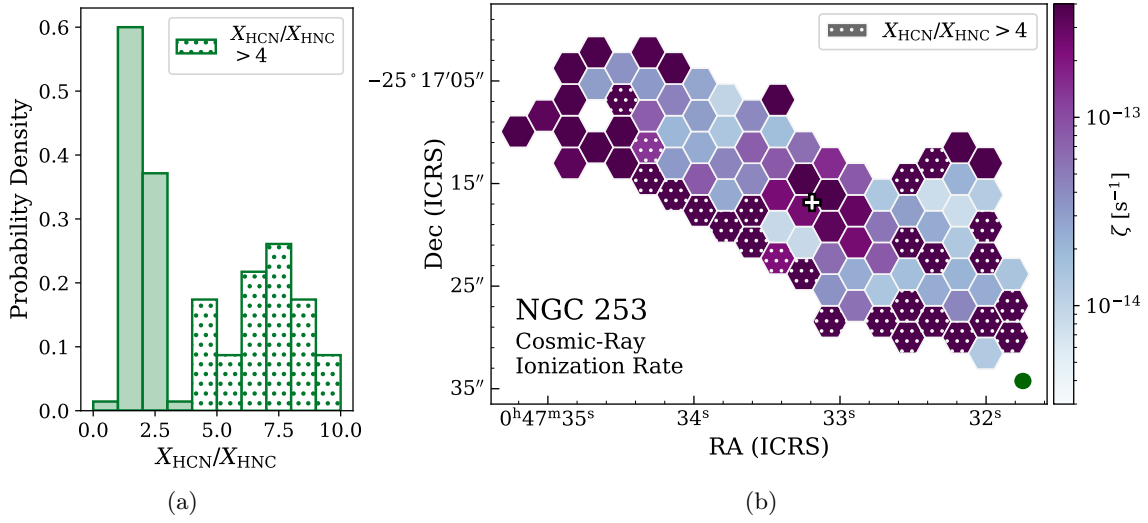 X_HCN/X_HNC
> 4
Probability Density
0.6
0.5
0.4
0.3
0.2
0.1
0.0
0.0 2.5 5.0 7.5 10.0
X_HCN/X_HNC
(a)
X_HCN/X_HNC > 4
Dec (ICRS)
−25°17′05″
15″
25″
35″
NGC 253
Cosmic-Ray
Ionization Rate
0ʰ47ᵐ35ˢ 34ˢ 33ˢ 32ˢ
RA (ICRS)
10⁻¹³
10⁻¹⁴
ζ [s⁻¹]
(b)